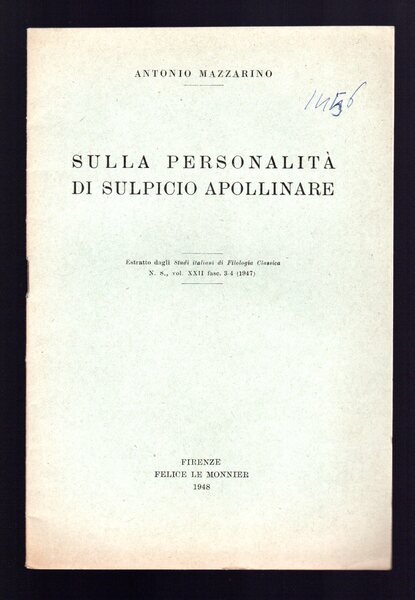 ANTONIO MAZZARINO
SULLA PERSONALITÀ
DI SULPICIO APOLLINARE
Estratto dagli Studi italiani di Filologia Classica
N. S., vol. XXII fasc. 3-4 (1947)
FIRENZE
FELICE LE MONNIER
1948